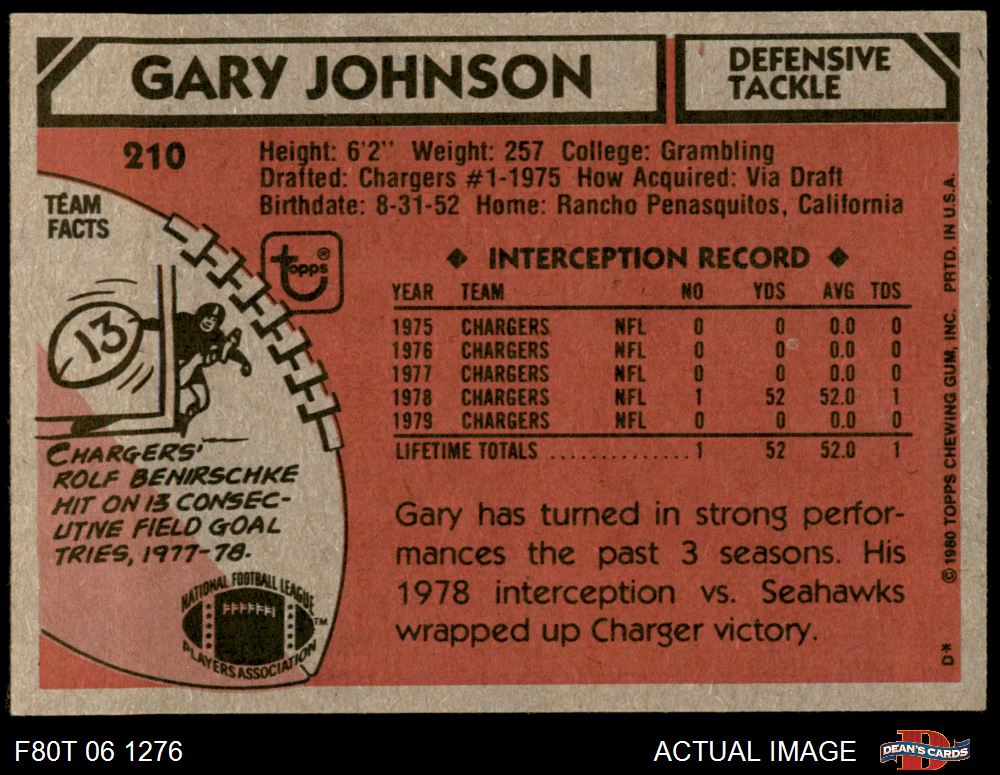 GARY JOHNSON
DEFENSIVE
TACKLE
210
Height: 6'2" Weight: 257 College: Grambling
Drafted: Chargers #1-1975 How Acquired: Via Draft
Birthdate: 8-31-52 Home: Rancho Penasquitos, California
TEAM
FACTS
topps®
13
CHARGERS'
ROLF BENIRSCHKE
HIT ON 13 CONSEC-
UTIVE FIELD GOAL
TRIES, 1977-78.
NATIONAL FOOTBALL LEAGUE
PLAYERS ASSOCIATION
TM
◆ INTERCEPTION RECORD ◆
YEAR TEAM NO YDS AVG TDS
1975 CHARGERS NFL 0 0 0.0 0
1976 CHARGERS NFL 0 0 0.0 0
1977 CHARGERS NFL 0 0 0.0 0
1978 CHARGERS NFL 1 52 52.0 1
1979 CHARGERS NFL 0 0 0.0 0
LIFETIME TOTALS .............. 1 52 52.0 1
Gary has turned in strong perfor-
mances the past 3 seasons. His
1978 interception vs. Seahawks
wrapped up Charger victory.
D* © 1980 TOPPS CHEWING GUM, INC. PRTD. IN U.S.A.
F80T 06 1276
ACTUAL IMAGE
D
DEAN'S CARDS